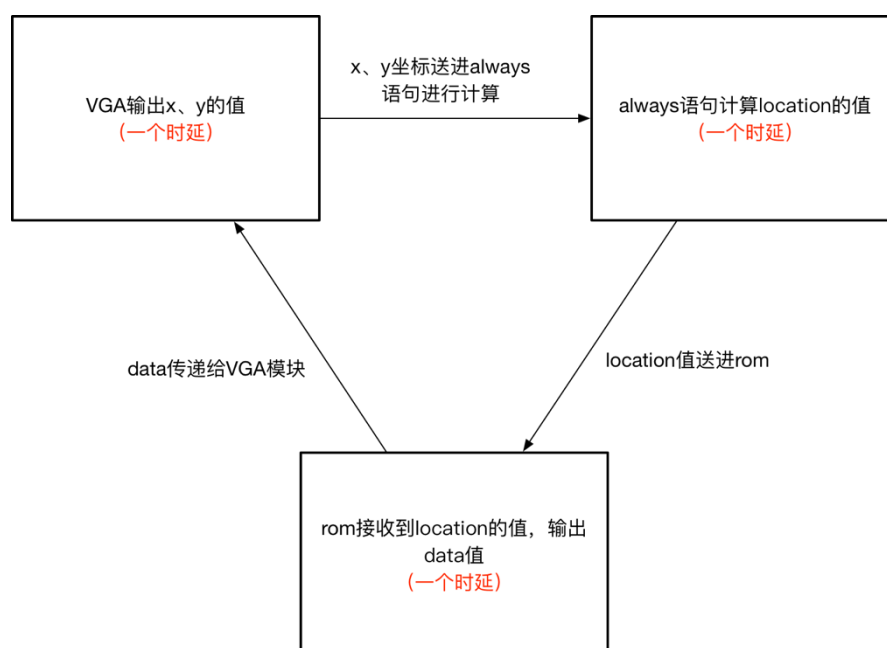 VGA输出x、y的值
（一个时延）
x、y坐标送进always
语句进行计算
always语句计算location的值
（一个时延）
data传递给VGA模块
location值送进rom
rom接收到location的值，输出
data值
（一个时延）